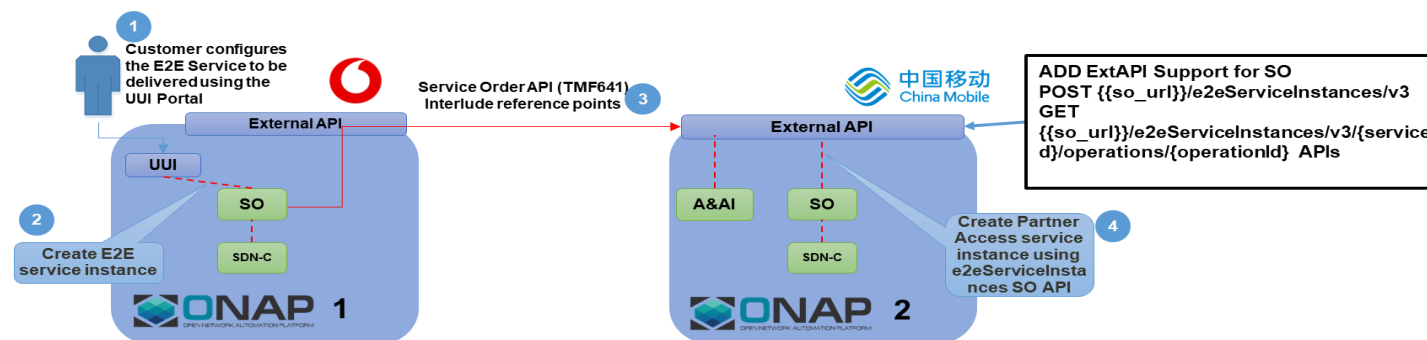 1
Customer configures
the E2E Service to be
delivered using the
UUI Portal
Service Order API (TMF641)
Interlude reference points
3
中国移动
China Mobile
ADD ExtAPI Support for SO
POST {{so_url}}/e2eServiceInstances/v3
GET
{{so_url}}/e2eServiceInstances/v3/{service
d}/operations/{operationId} APIs
External API
External API
UUI
SO
A&AI
SO
2
Create E2E
service instance
SDN-C
SDN-C
Create Partner
Access service
instance using
e2eServiceInsta
nces SO API
4
ONAP
OPEN NETWORK AUTOMATION PLATFORM
1
ONAP
OPEN NETWORK AUTOMATION PLATFORM
2